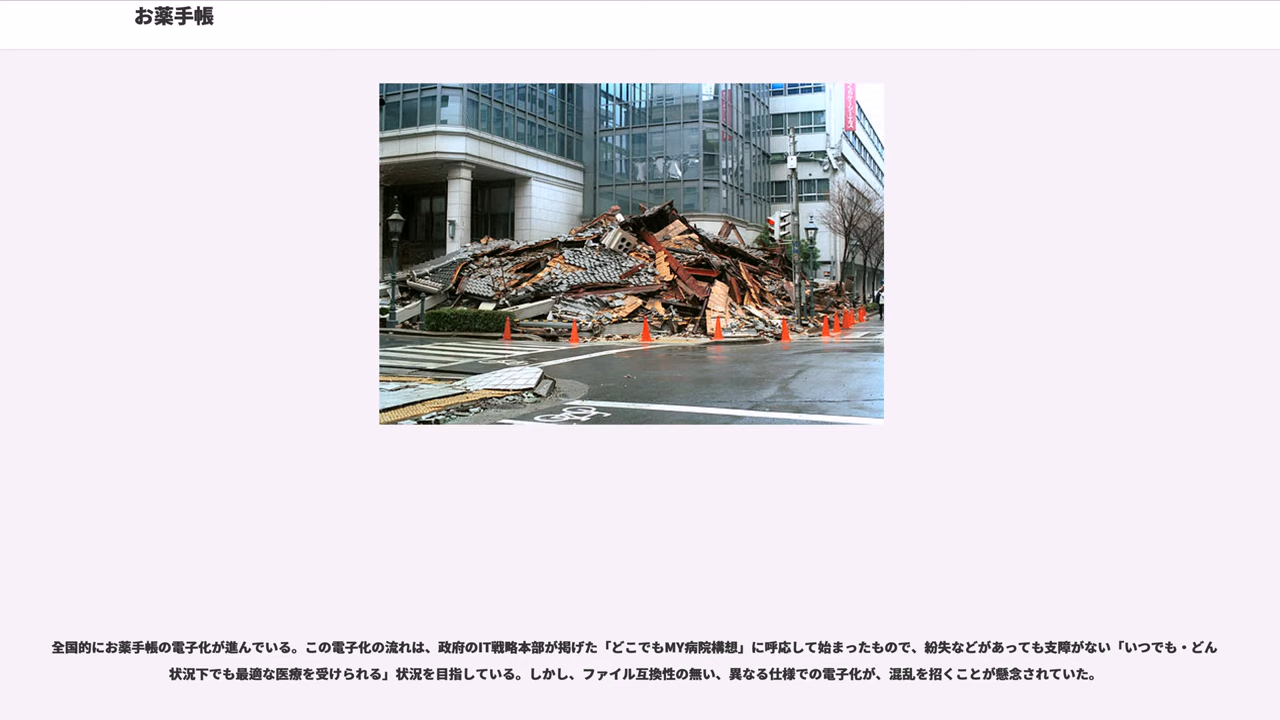 お薬手帳
全国的にお薬手帳の電子化が進んでいる。この電子化の流れは、政府のIT戦略本部が掲げた「どこでもMY病院構想」に呼応して始まったもので、紛失などがあっても支障がない「いつでも・どん
状況下でも最適な医療を受けられる」状況を目指している。しかし、ファイル互換性の無い、異なる仕様での電子化が、混乱を招くことが懸念されていた。